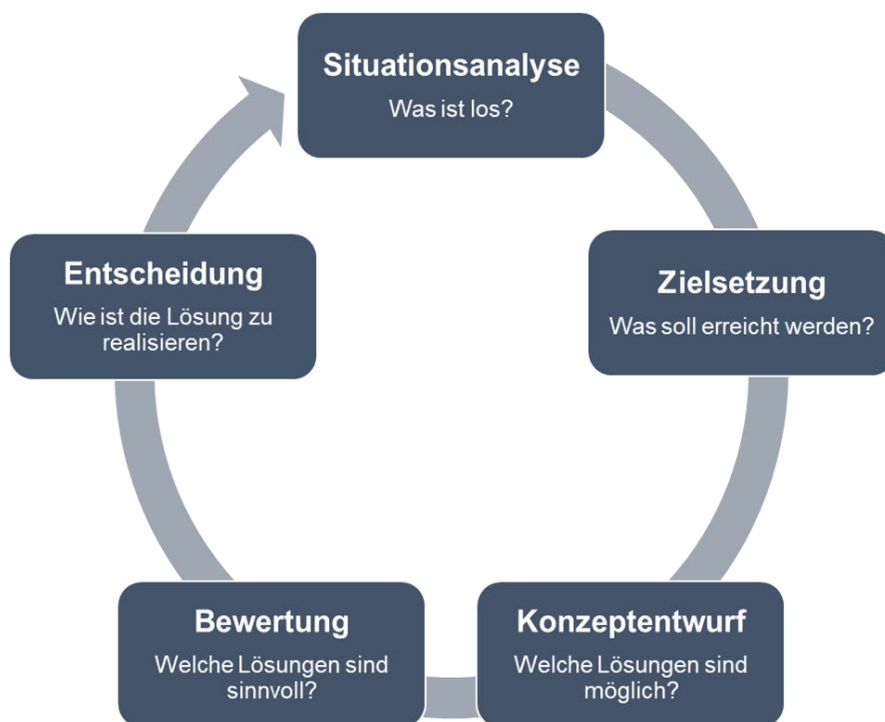 Situationsanalyse
Was ist los?
Zielsetzung
Was soll erreicht werden?
Konzeptentwurf
Welche Lösungen sind
möglich?
Bewertung
Welche Lösungen sind
sinnvoll?
Entscheidung
Wie ist die Lösung zu
realisieren?